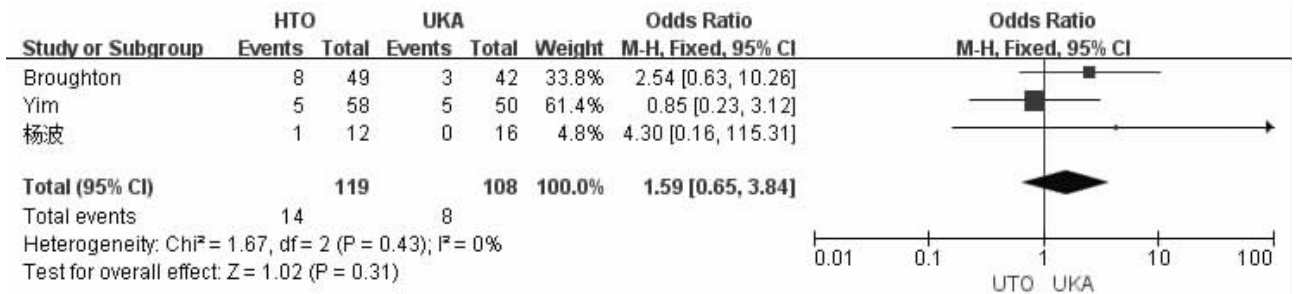 HTO UKA Odds Ratio Odds Ratio
Study or Subgroup Events Total Events Total Weight M-H, Fixed, 95% CI M-H, Fixed, 95% CI
Broughton 8 49 3 42 33.8% 2.54 [0.63, 10.26]
Yim 5 58 5 50 61.4% 0.85 [0.23, 3.12]
杨波 1 12 0 16 4.8% 4.30 [0.16, 115.31]
Total (95% CI) 119 108 100.0% 1.59 [0.65, 3.84]
Total events 14 8
Heterogeneity: Chi² = 1.67, df = 2 (P = 0.43); I² = 0%
Test for overall effect: Z = 1.02 (P = 0.31)
0.01 0.1 1 10 100
UTO UKA